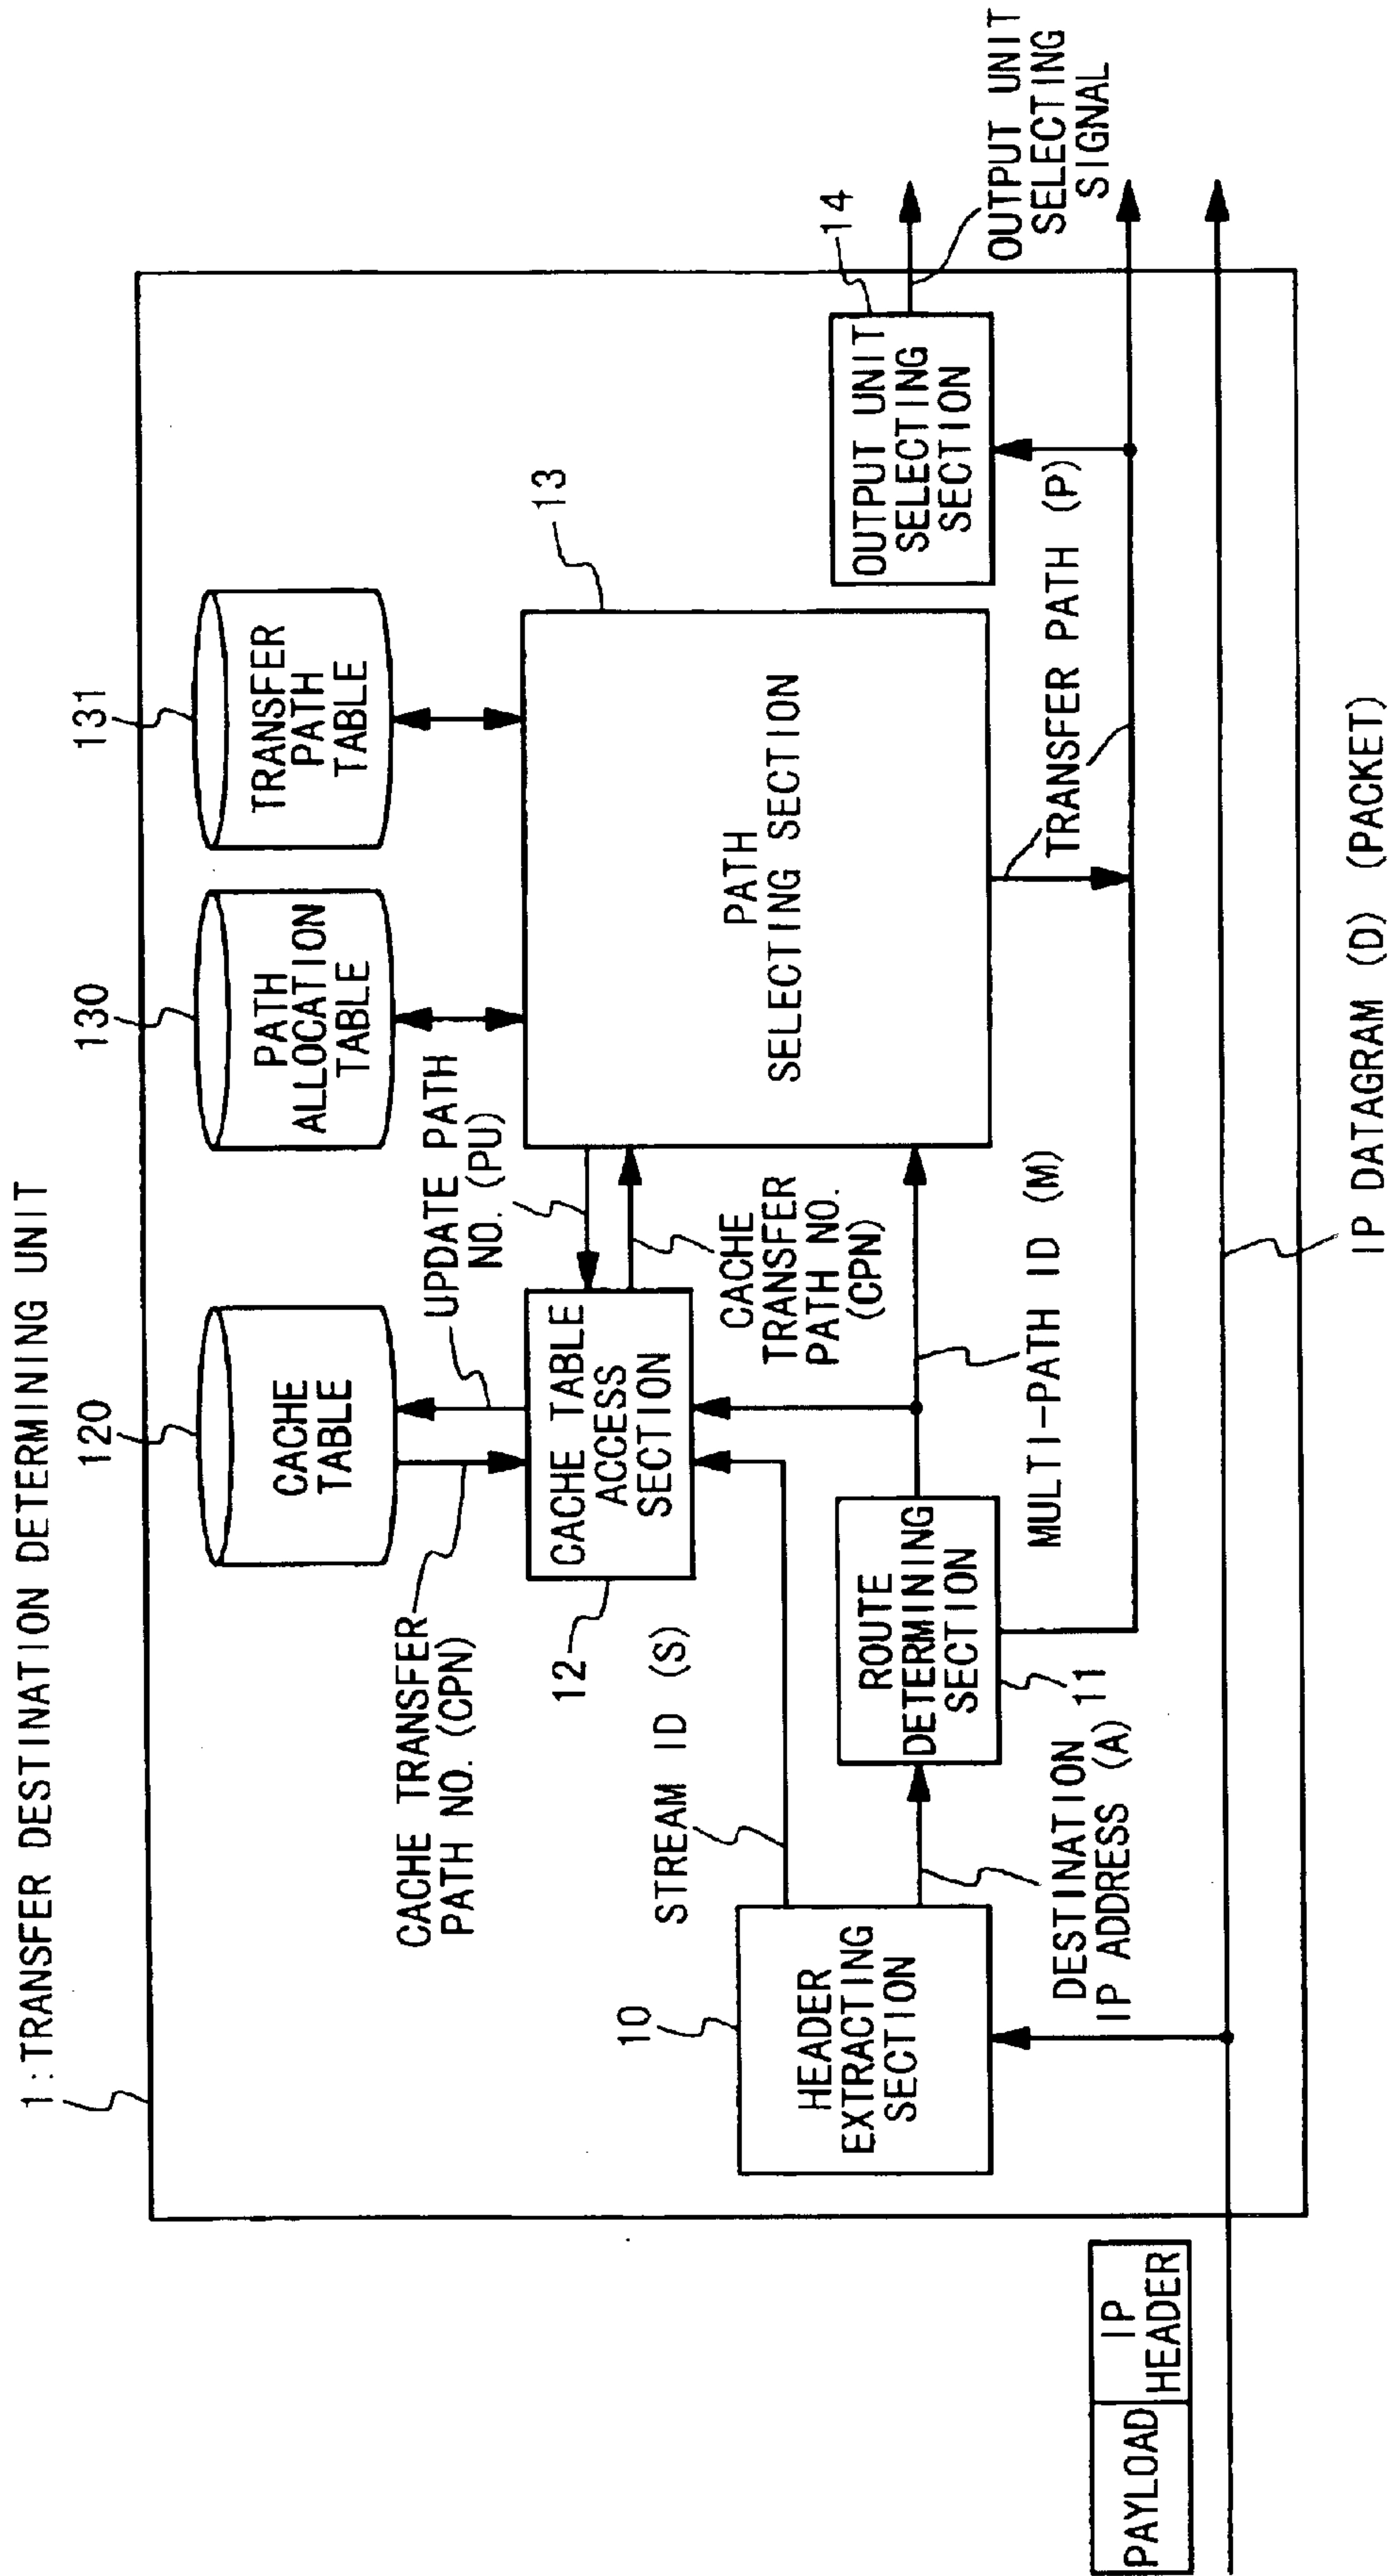 1:TRANSFER DESTINATION DETERMINING UNIT
120
130
131
CACHE
TABLE
PATH
ALLOCATION
TABLE
TRANSFER
PATH
TABLE
CACHE TRANSFER
PATH NO. (CPN)
UPDATE PATH
NO. (PU)
12
CACHE TABLE
ACCESS
SECTION
13
PATH
SELECTING SECTION
STREAM ID (S)
CACHE
TRANSFER
PATH NO.
(CPN)
10
HEADER
EXTRACTING
SECTION
ROUTE
DETERMINING
SECTION
11
14
OUTPUT UNIT
SELECTING
SECTION
OUTPUT UNIT
SELECTING
SIGNAL
DESTINATION
IP ADDRESS (A)
MULTI-PATH ID (M)
TRANSFER PATH (P)
PAYLOAD
IP
HEADER
IP DATAGRAM (D) (PACKET)